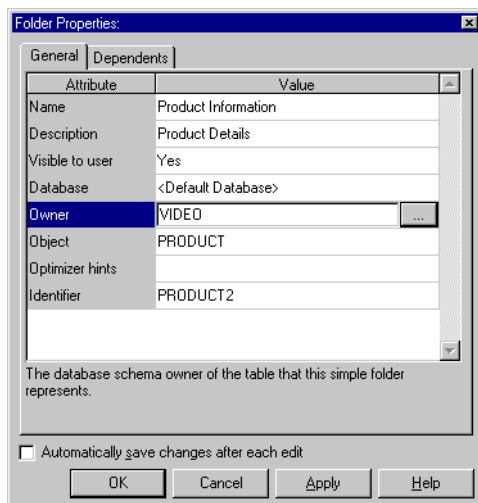 Folder Properties:
General Dependents
Attribute Value
Name Product Information
Description Product Details
Visible to user Yes
Database <Default Database>
Owner VIDEO ...
Object PRODUCT
Optimizer hints
Identifier PRODUCT2
The database schema owner of the table that this simple folder
represents.
Automatically save changes after each edit
OK Cancel Apply Help